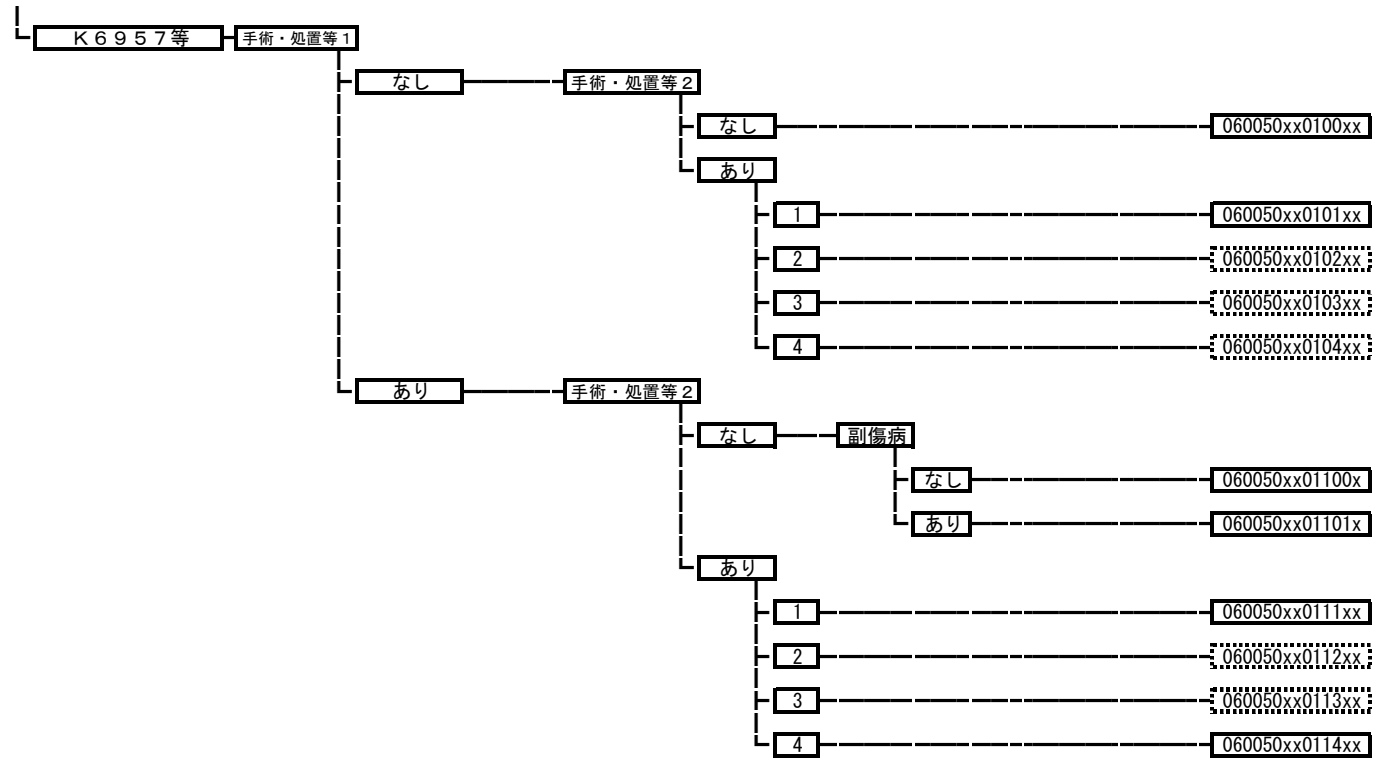 K6957等 手術・処置等1
なし 手術・処置等2
なし 060050xx0100xx
あり
1 060050xx0101xx
2 060050xx0102xx
3 060050xx0103xx
4 060050xx0104xx
あり 手術・処置等2
なし 副傷病
なし 060050xx01100x
あり 060050xx01101x
あり
1 060050xx0111xx
2 060050xx0112xx
3 060050xx0113xx
4 060050xx0114xx